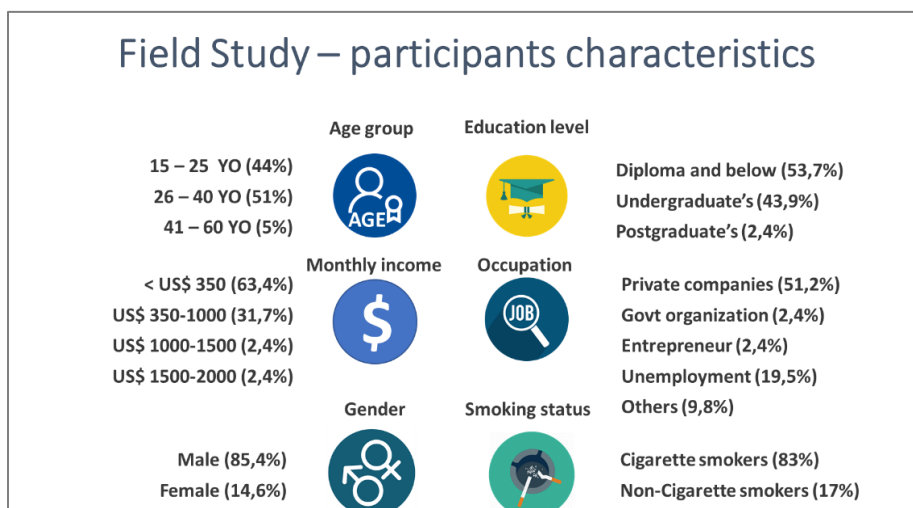 Field Study – participants characteristics
Age group
15 – 25 YO (44%)
26 – 40 YO (51%)
41 – 60 YO (5%)
AGE
Education level
Diploma and below (53,7%)
Undergraduate's (43,9%)
Postgraduate's (2,4%)
Monthly income
< US$ 350 (63,4%)
US$ 350-1000 (31,7%)
US$ 1000-1500 (2,4%)
US$ 1500-2000 (2,4%)
$
Occupation
JOB
Private companies (51,2%)
Govt organization (2,4%)
Entrepreneur (2,4%)
Unemployment (19,5%)
Others (9,8%)
Gender
Male (85,4%)
Female (14,6%)
Smoking status
Cigarette smokers (83%)
Non-Cigarette smokers (17%)